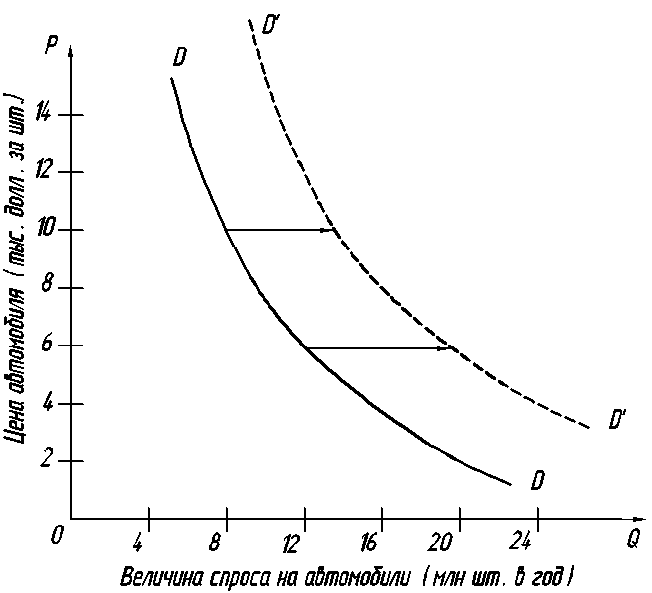 P
D
D'
14
12
10
8
6
4
2
Цена автомобиля (тыс. долл. за шт.)
D'
D
0
4
8
12
16
20
24
Q
Величина спроса на автомобили (млн шт. в год)